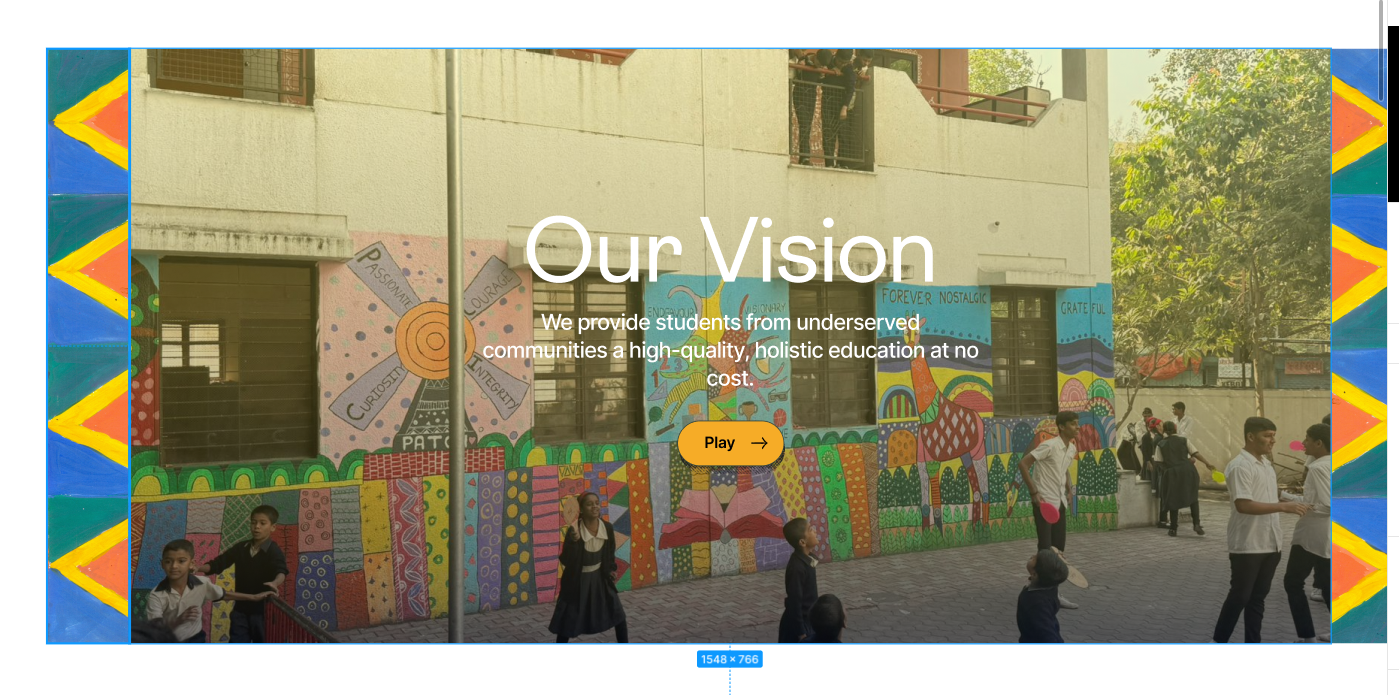 Our Vision
We provide students from underserved
communities a high-quality, holistic education at no
cost.
Play
PASSIONATE
COURAGE
CURIOSITY
INTEGRITY
ENDEAVOUR
VISIONARY
FOREVER NOSTALGIC
GRATEFUL
1548 × 766